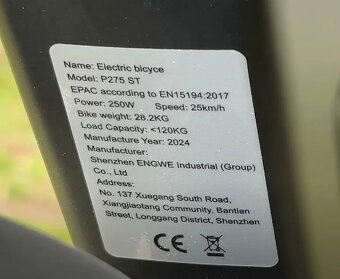 Name: Electric bicyce
Model: P275 ST
EPAC according to EN15194:2017
Power: 250W Speed: 25km/h
Bike weight: 28.2KG
Load Capacity: <120KG
Manufacture Year: 2024
Manufacturer:
Shenzhen ENGWE Industrial (Group)
Co., Ltd
Address:
No. 137 Xuegang South Road,
Xiangjiaotang Community, Bantian
Street, Longgang District, Shenzhen
CE